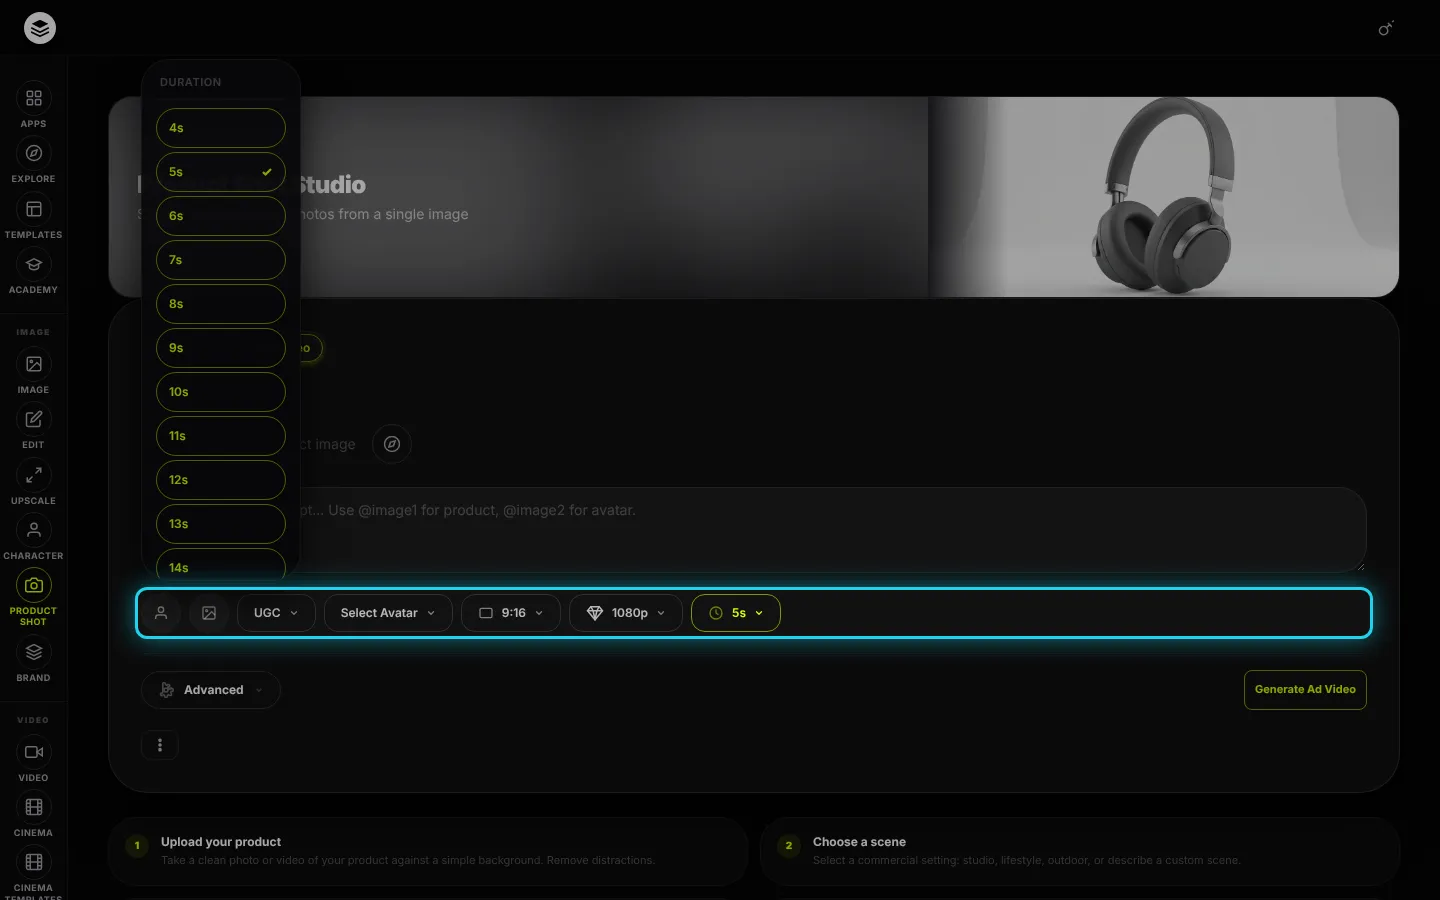 DURATION
4s
5s
6s
7s
8s
9s
10s
11s
12s
13s
14s
Studio
from a single image
image
Use @image1 for product, @image2 for avatar.
UGC
Select Avatar
9:16
1080p
5s
Advanced
Generate Ad Video
1
Upload your product
Take a clean photo or video of your product against a simple background. Remove distractions.
2
Choose a scene
Select a commercial setting: studio, lifestyle, outdoor, or describe a custom scene.
APPS
EXPLORE
TEMPLATES
ACADEMY
IMAGE
IMAGE
EDIT
UPSCALE
CHARACTER
PRODUCT
SHOT
BRAND
VIDEO
VIDEO
CINEMA
CINEMA
TEMPLATES